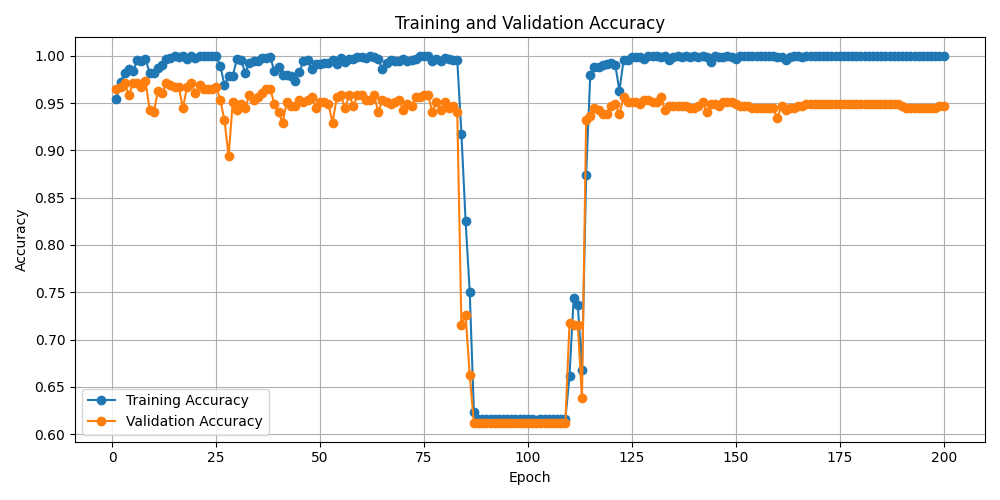 Training and Validation Accuracy
1.00
0.95
0.90
0.85
0.80
0.75
0.70
0.65
0.60
Accuracy
Training Accuracy
Validation Accuracy
0 25 50 75 100 125 150 175 200
Epoch